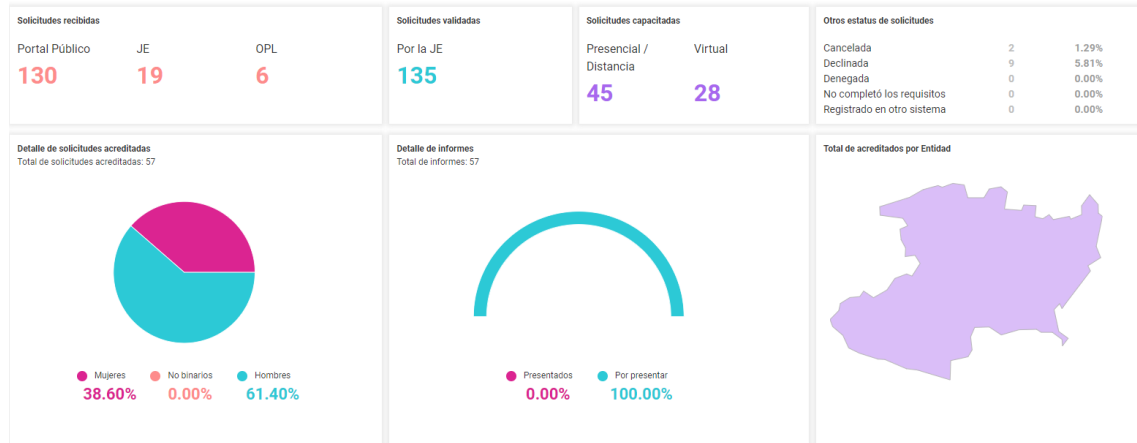 Solicitudes recibidas
Portal Público JE OPL
130 19 6
Solicitudes validadas
Por la JE
135
Solicitudes capacitadas
Presencial / Virtual
Distancia
45 28
Otros estatus de solicitudes
Cancelada 2 1.29%
Declinada 9 5.81%
Denegada 0 0.00%
No completó los requisitos 0 0.00%
Registrado en otro sistema 0 0.00%
Detalle de solicitudes acreditadas
Total de solicitudes acreditadas: 57
Mujeres No binarios Hombres
38.60% 0.00% 61.40%
Detalle de informes
Total de informes: 57
Presentados Por presentar
0.00% 100.00%
Total de acreditados por Entidad